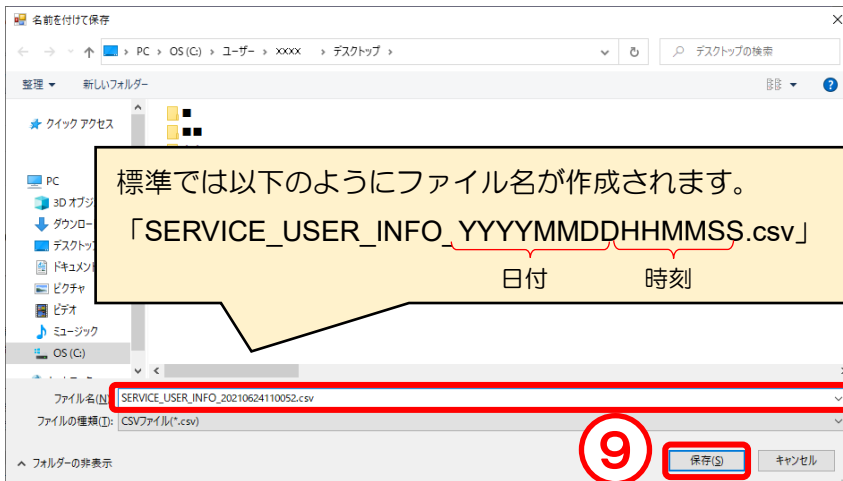 名前を付けて保存
PC › OS (C:) › ユーザー › xxxx › デスクトップ ›
デスクトップの検索
整理 新しいフォルダー
クイック アクセス
PC
3D オブジ
ダウンロー
デスクトッ
ドキュメン
ピクチャ
ビデオ
ミュージック
OS (C:)
標準では以下のようにファイル名が作成されます。
「SERVICE_USER_INFO_YYYYMMDDHHMMSS.csv」
日付 時刻
ファイル名(N): SERVICE_USER_INFO_20210624110052.csv
ファイルの種類(T): CSVファイル(*.csv)
⑨
フォルダーの非表示 保存(S) キャンセル